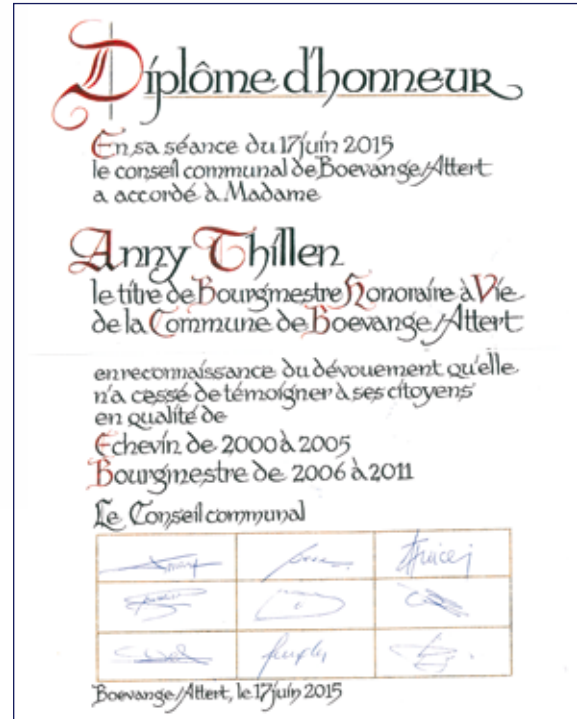 Diplôme d'honneur
En sa séance du 17 juin 2015
le conseil communal de Boevange/Attert
a accordé à Madame
Anny Thillen
le titre de Bourgmestre Honoraire à Vie
de la Commune de Boevange/Attert
en reconnaissance du dévouement qu'elle
n'a cessé de témoigner à ses citoyens
en qualité de
Echevin de 2000 à 2005
Bourgmestre de 2006 à 2011
Le Conseil communal
Boevange/Attert, le 17 juin 2015